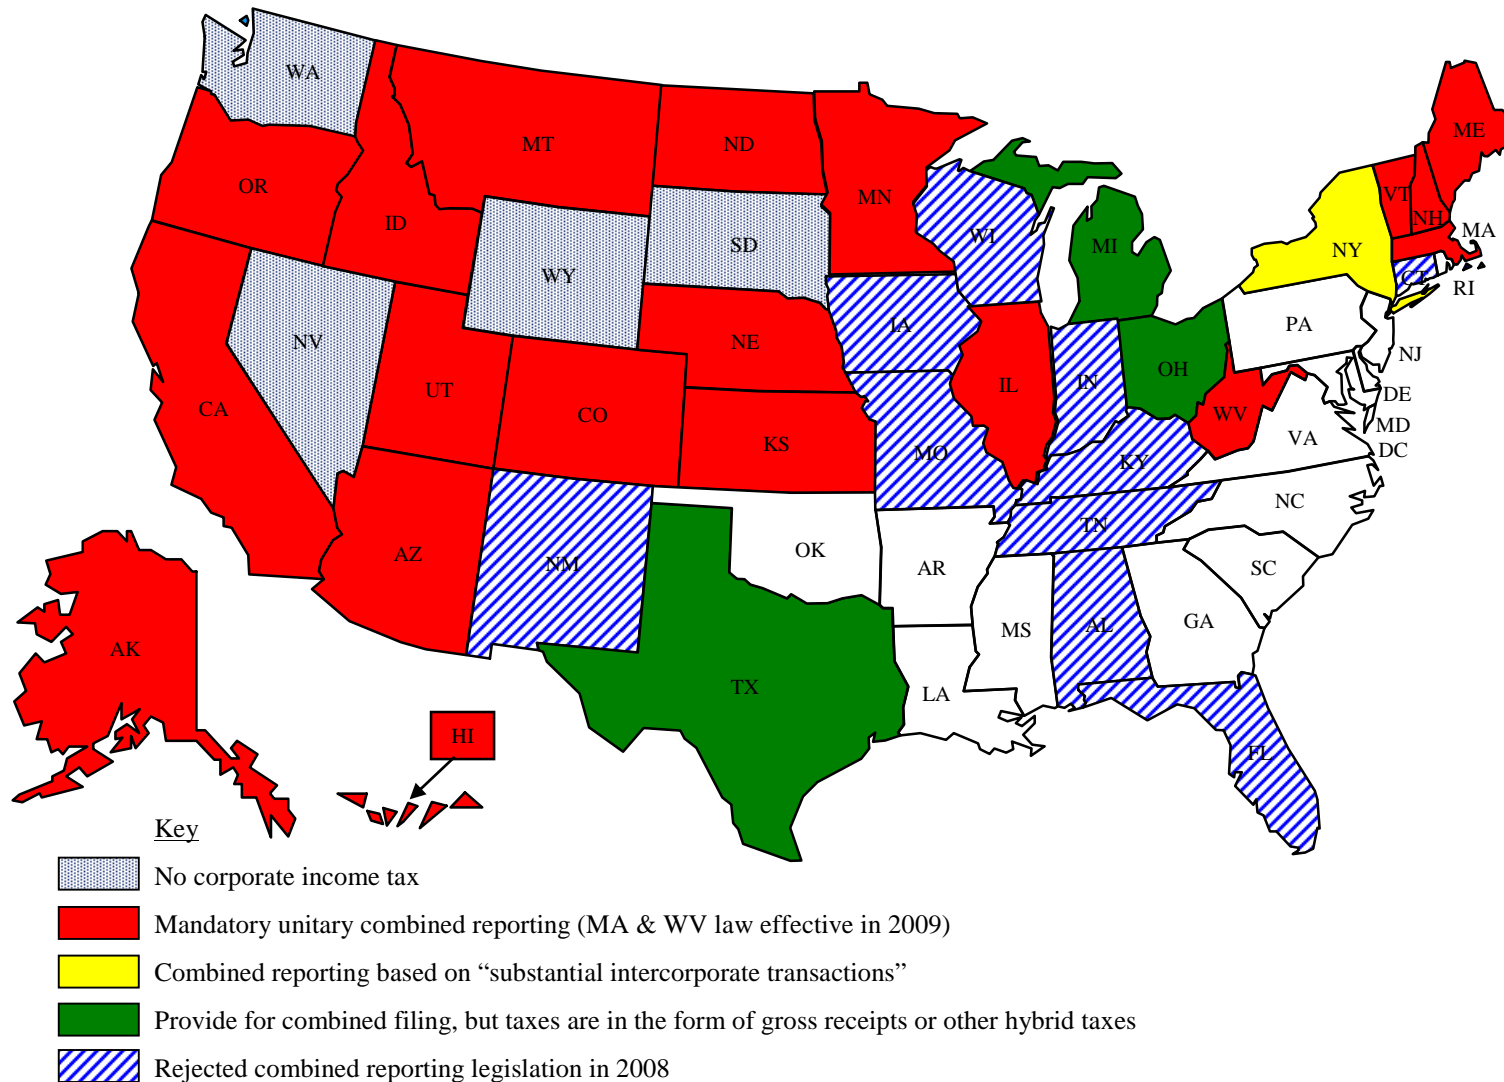 WA
MT
ND
ME
OR
MN
VT
NH
ID
WI
MA
SD
NY
MI
WY
CT
RI
IA
PA
NV
NE
NJ
UT
IL
IN
OH
DE
CA
CO
WV
MD
KS
VA
DC
MO
KY
NC
TN
AZ
NM
OK
AR
SC
MS
AL
GA
AK
TX
LA
HI
FL
Key
No corporate income tax
Mandatory unitary combined reporting (MA & WV law effective in 2009)
Combined reporting based on “substantial intercorporate transactions”
Provide for combined filing, but taxes are in the form of gross receipts or other hybrid taxes
Rejected combined reporting legislation in 2008